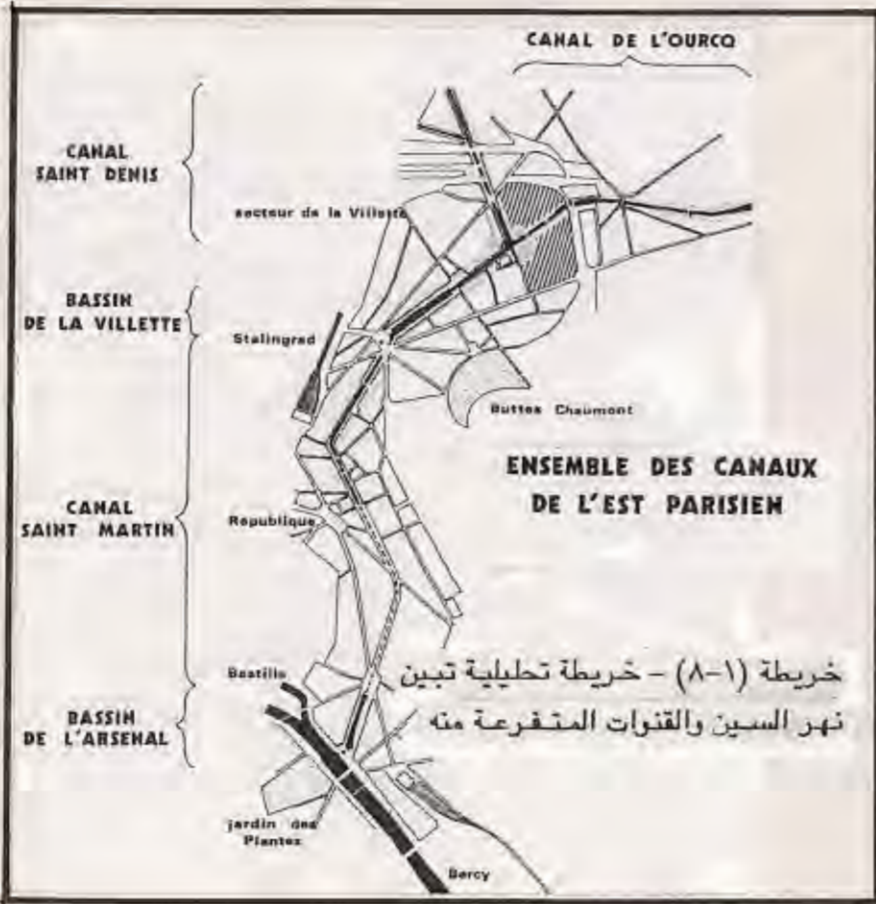 CANAL DE L'OURCQ
CANAL
SAINT DENIS
secteur de la Villette
BASSIN
DE LA VILLETTE
Stalingrad
Buttes Chaumont
ENSEMBLE DES CANAUX
DE L'EST PARISIEN
CANAL
SAINT MARTIN
Republique
Bastille
خريطة (١-٨) - خريطة تحليلية تبين
نهر السين والقنوات المتفرعة منه
BASSIN
DE L'ARSENAL
jardin des
Plantes
Bercy